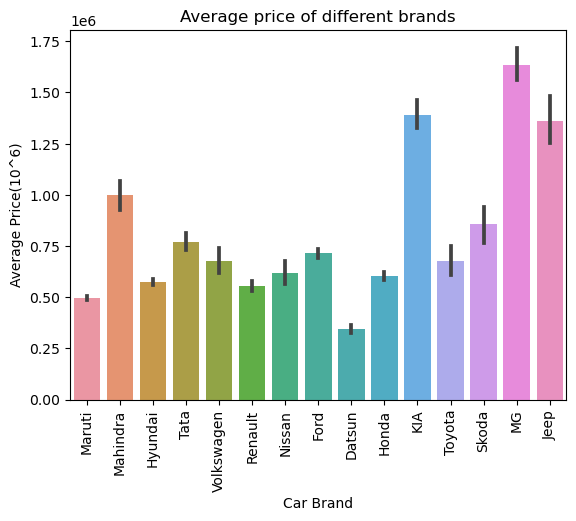 Average price of different brands
1e6
1.75
1.50
1.25
1.00
0.75
0.50
0.25
0.00
Average Price(10^6)
Maruti
Mahindra
Hyundai
Tata
Volkswagen
Renault
Nissan
Ford
Datsun
Honda
KIA
Toyota
Skoda
MG
Jeep
Car Brand